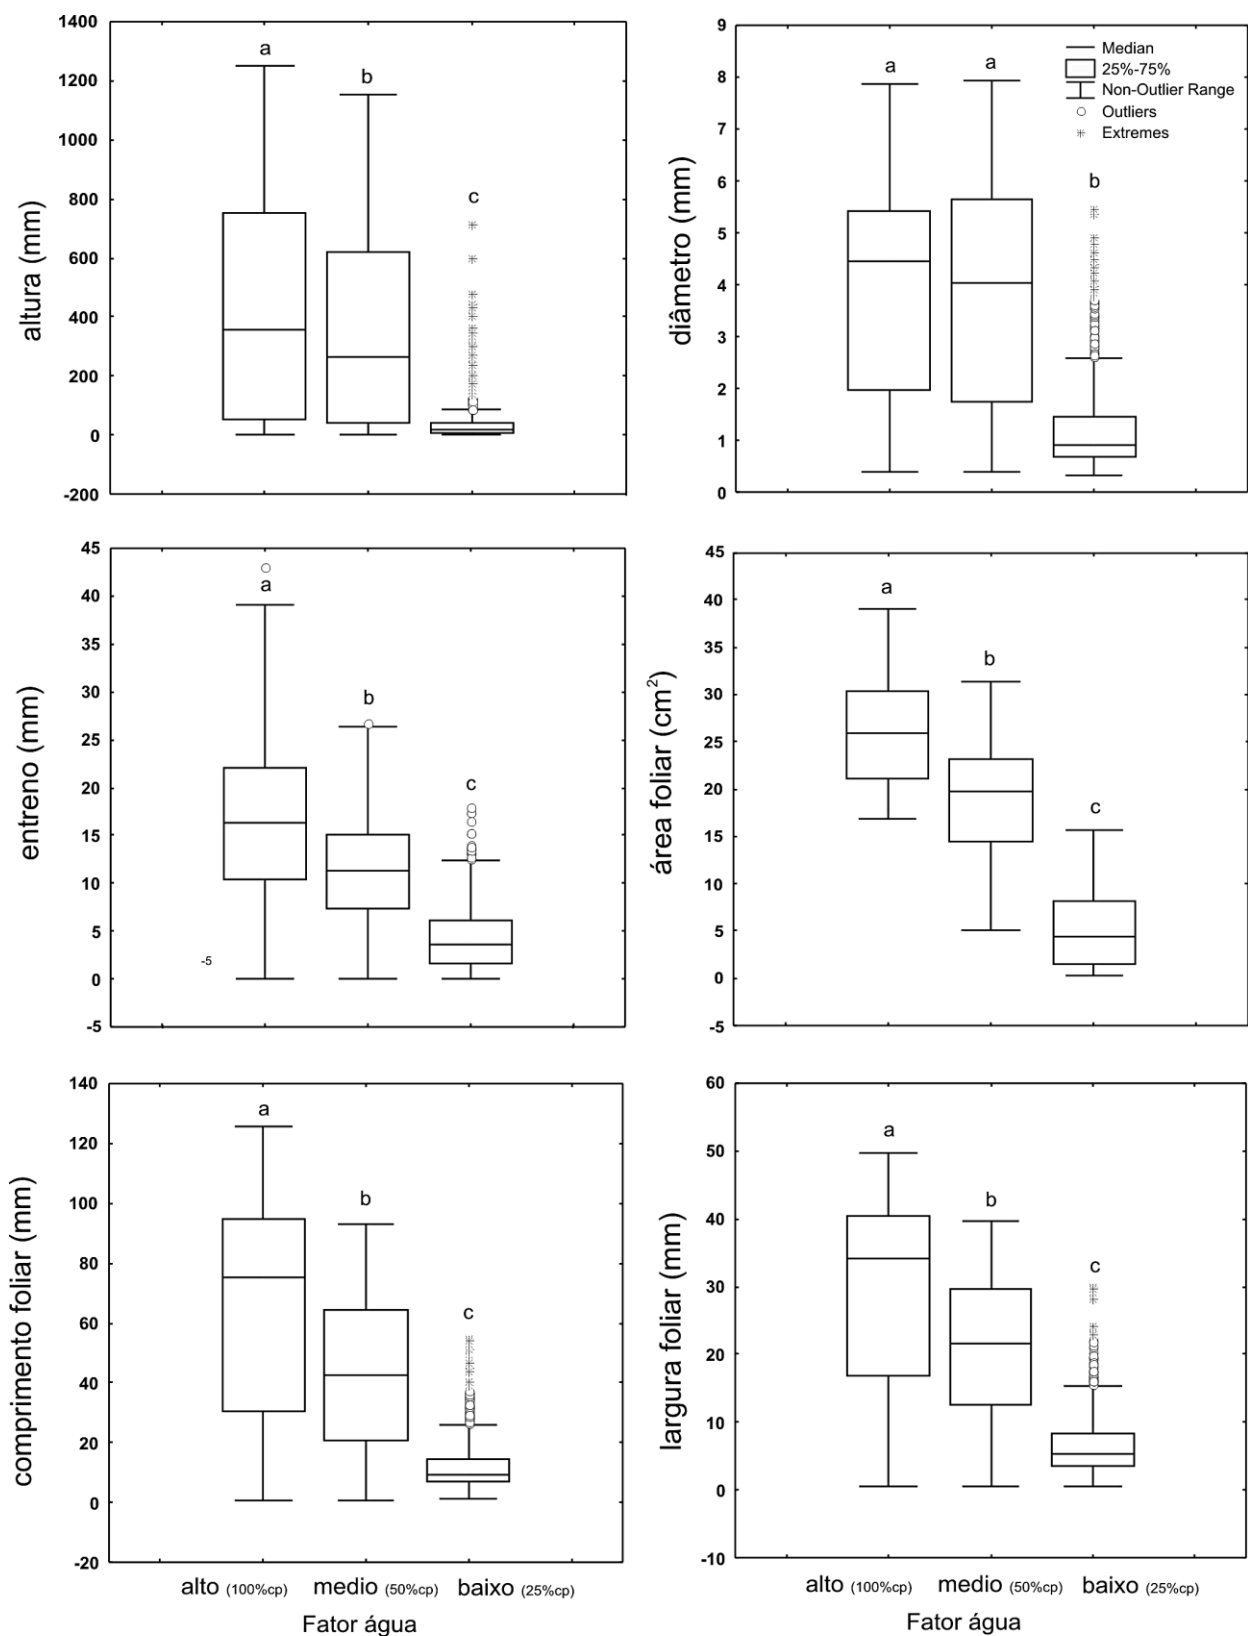 altura (mm)
1400
1200
1000
800
600
400
200
0
-200
a
b
c
diâmetro (mm)
9
8
7
6
5
4
3
2
1
0
a
a
b
Median
25%-75%
Non-Outlier Range
Outliers
Extremes
entreno (mm)
45
40
35
30
25
20
15
10
5
0
-5
a
b
c
-5
área foliar (cm²)
45
40
35
30
25
20
15
10
5
0
-5
a
b
c
comprimento foliar (mm)
140
120
100
80
60
40
20
0
-20
a
b
c
alto (100%cp) medio (50%cp) baixo (25%cp)
Fator água
largura foliar (mm)
60
50
40
30
20
10
0
-10
a
b
c
alto (100%cp) medio (50%cp) baixo (25%cp)
Fator água